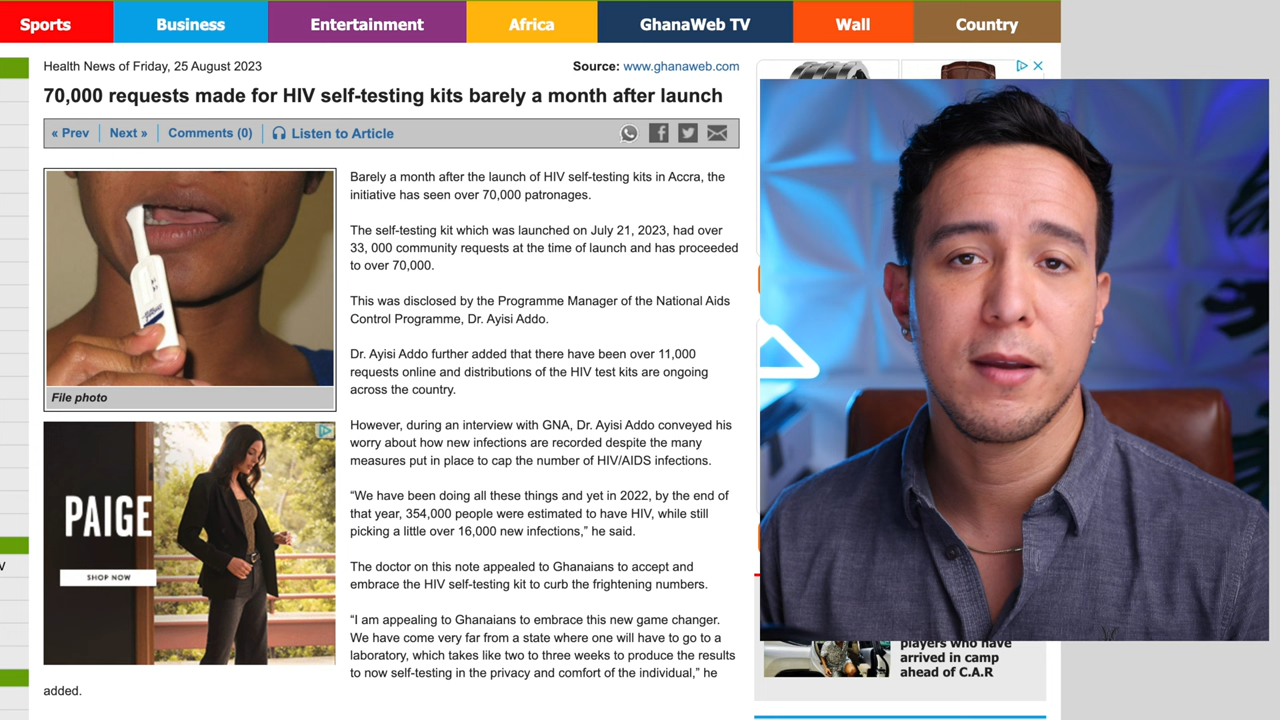 Sports Business Entertainment Africa GhanaWeb TV Wall Country
Health News of Friday, 25 August 2023
Source: www.ghanaweb.com
70,000 requests made for HIV self-testing kits barely a month after launch
« Prev Next » Comments (0) Listen to Article
Barely a month after the launch of HIV self-testing kits in Accra, the
initiative has seen over 70,000 patronages.
The self-testing kit which was launched on July 21, 2023, had over
33, 000 community requests at the time of launch and has proceeded
to over 70,000.
This was disclosed by the Programme Manager of the National Aids
Control Programme, Dr. Ayisi Addo.
Dr. Ayisi Addo further added that there have been over 11,000
requests online and distributions of the HIV test kits are ongoing
across the country.
File photo
However, during an interview with GNA, Dr. Ayisi Addo conveyed his
worry about how new infections are recorded despite the many
measures put in place to cap the number of HIV/AIDS infections.
“We have been doing all these things and yet in 2022, by the end of
that year, 354,000 people were estimated to have HIV, while still
picking a little over 16,000 new infections,” he said.
The doctor on this note appealed to Ghanaians to accept and
embrace the HIV self-testing kit to curb the frightening numbers.
“I am appealing to Ghanaians to embrace this new game changer.
We have come very far from a state where one will have to go to a
laboratory, which takes like two to three weeks to produce the results
to now self-testing in the privacy and comfort of the individual,” he
added.
PAIGE
SHOP NOW
players who have
arrived in camp
ahead of C.A.R